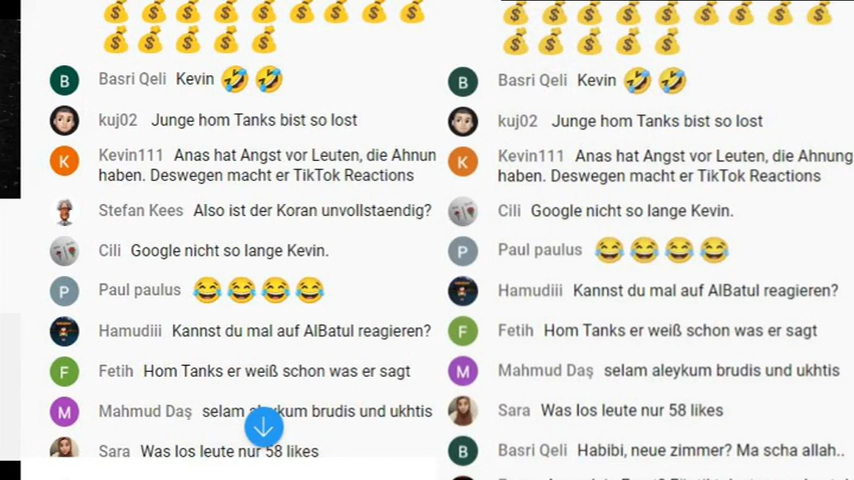 Basri Qeli Kevin 🤣 🤣
kuj02 Junge hom Tanks bist so lost
Kevin111 Anas hat Angst vor Leuten, die Ahnun
haben. Deswegen macht er TikTok Reactions
Stefan Kees Also ist der Koran unvollstaendig?
Cili Google nicht so lange Kevin.
Paul paulus 😂 😂 😂 😂
Hamudiii Kannst du mal auf AlBatul reagieren?
Fetih Hom Tanks er weiß schon was er sagt
Mahmud Daş selam aleykum brudis und ukhtis
Sara Was los leute nur 58 likes
Basri Qeli Kevin 🤣 🤣
kuj02 Junge hom Tanks bist so lost
Kevin111 Anas hat Angst vor Leuten, die Ahnung
haben. Deswegen macht er TikTok Reactions
Cili Google nicht so lange Kevin.
Paul paulus 😂 😂 😂 😂
Hamudiii Kannst du mal auf AlBatul reagieren?
Fetih Hom Tanks er weiß schon was er sagt
Mahmud Daş selam aleykum brudis und ukhtis
Sara Was los leute nur 58 likes
Basri Qeli Habibi, neue zimmer? Ma scha allah..